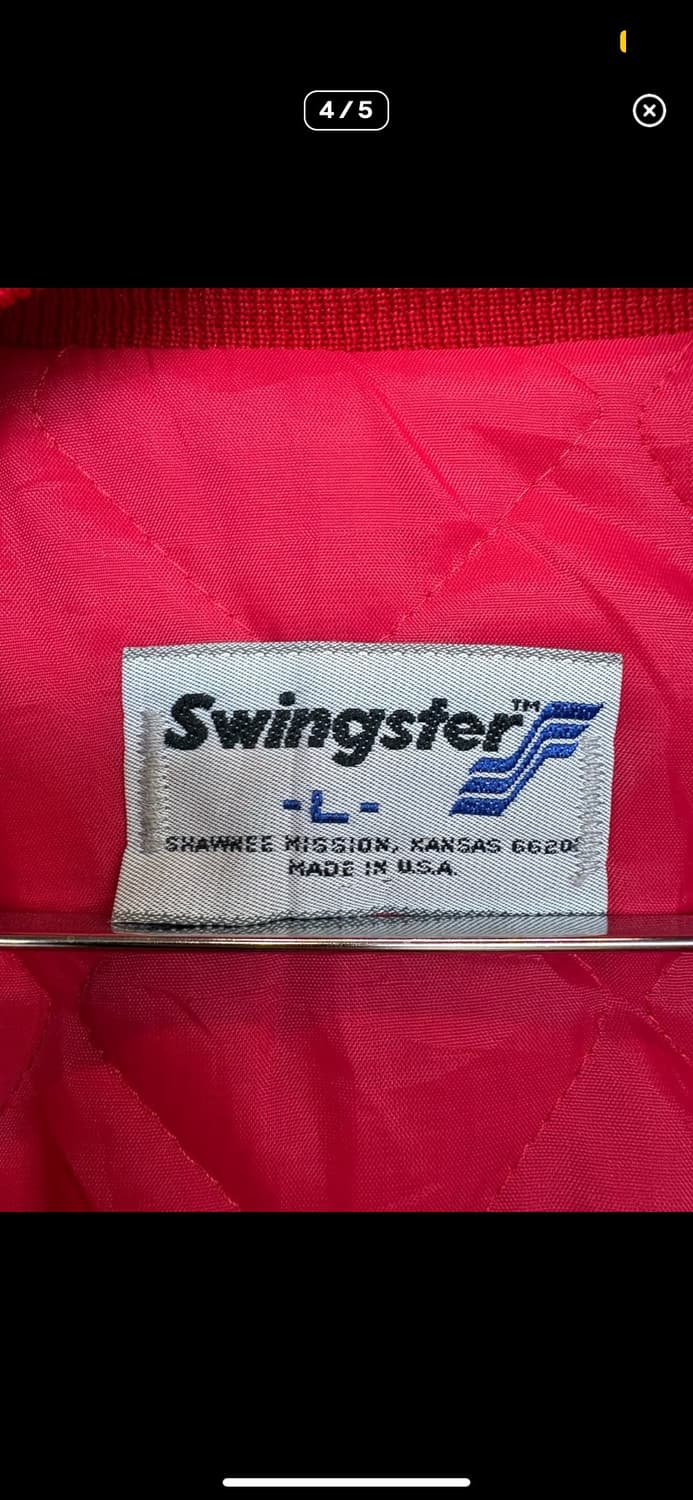 4/5
Swingster™
-L-
SHAWNEE MISSION, KANSAS
MADE IN U.S.A.